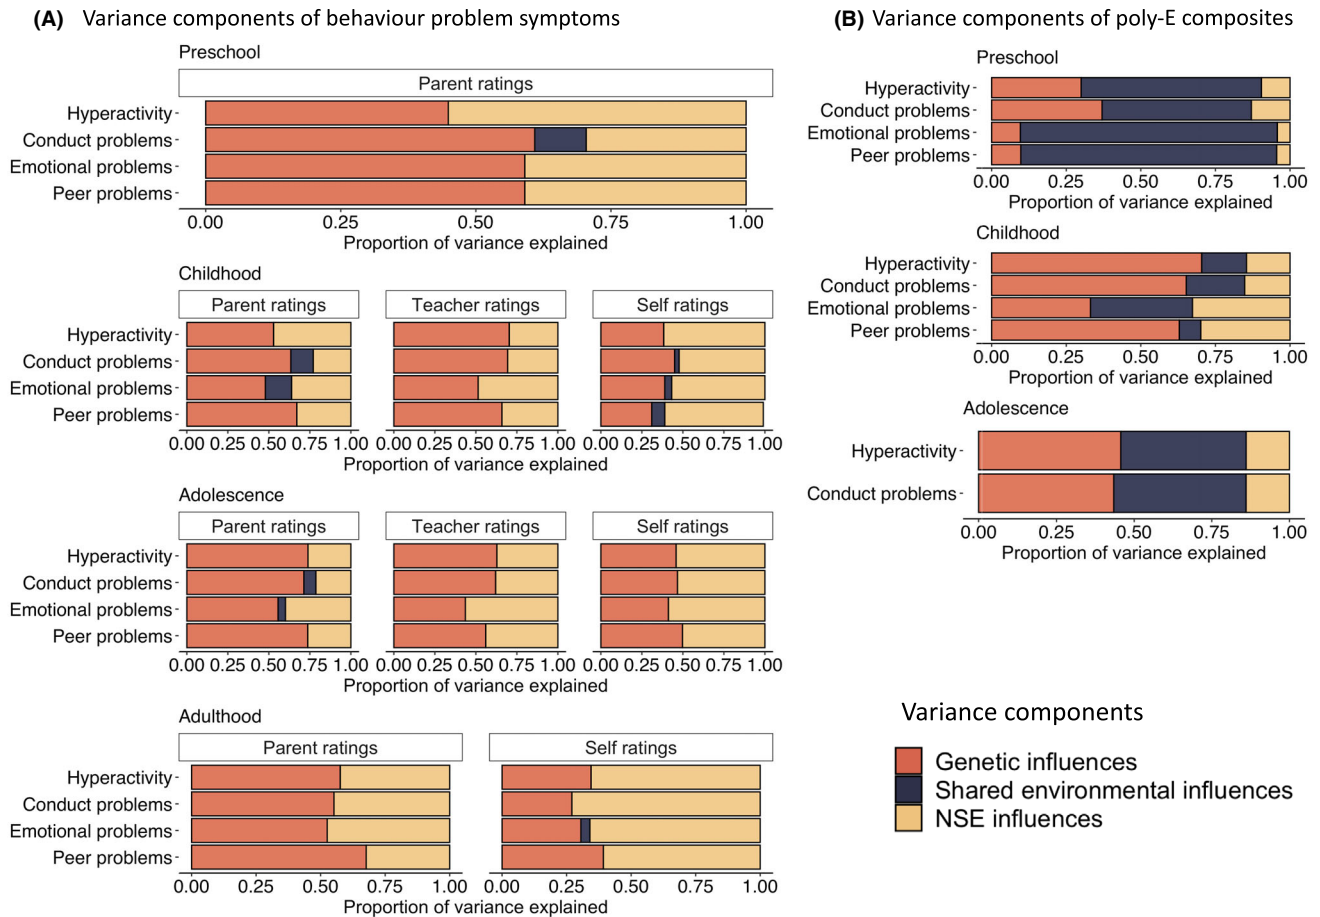 (A) Variance components of behaviour problem symptoms
Preschool
Parent ratings
Hyperactivity
Conduct problems
Emotional problems
Peer problems
0.00 0.25 0.50 0.75 1.00
Proportion of variance explained
Childhood
Parent ratings Teacher ratings Self ratings
Hyperactivity
Conduct problems
Emotional problems
Peer problems
0.00 0.25 0.50 0.75 1.00 0.00 0.25 0.50 0.75 1.00 0.00 0.25 0.50 0.75 1.00
Proportion of variance explained
Adolescence
Parent ratings Teacher ratings Self ratings
Hyperactivity
Conduct problems
Emotional problems
Peer problems
0.00 0.25 0.50 0.75 1.00 0.00 0.25 0.50 0.75 1.00 0.00 0.25 0.50 0.75 1.00
Proportion of variance explained
Adulthood
Parent ratings Self ratings
Hyperactivity
Conduct problems
Emotional problems
Peer problems
0.00 0.25 0.50 0.75 1.00 0.00 0.25 0.50 0.75 1.00
Proportion of variance explained
(B) Variance components of poly-E composites
Preschool
Hyperactivity
Conduct problems
Emotional problems
Peer problems
0.00 0.25 0.50 0.75 1.00
Proportion of variance explained
Childhood
Hyperactivity
Conduct problems
Emotional problems
Peer problems
0.00 0.25 0.50 0.75 1.00
Proportion of variance explained
Adolescence
Hyperactivity
Conduct problems
0.00 0.25 0.50 0.75 1.00
Proportion of variance explained
Variance components
Genetic influences
Shared environmental influences
NSE influences